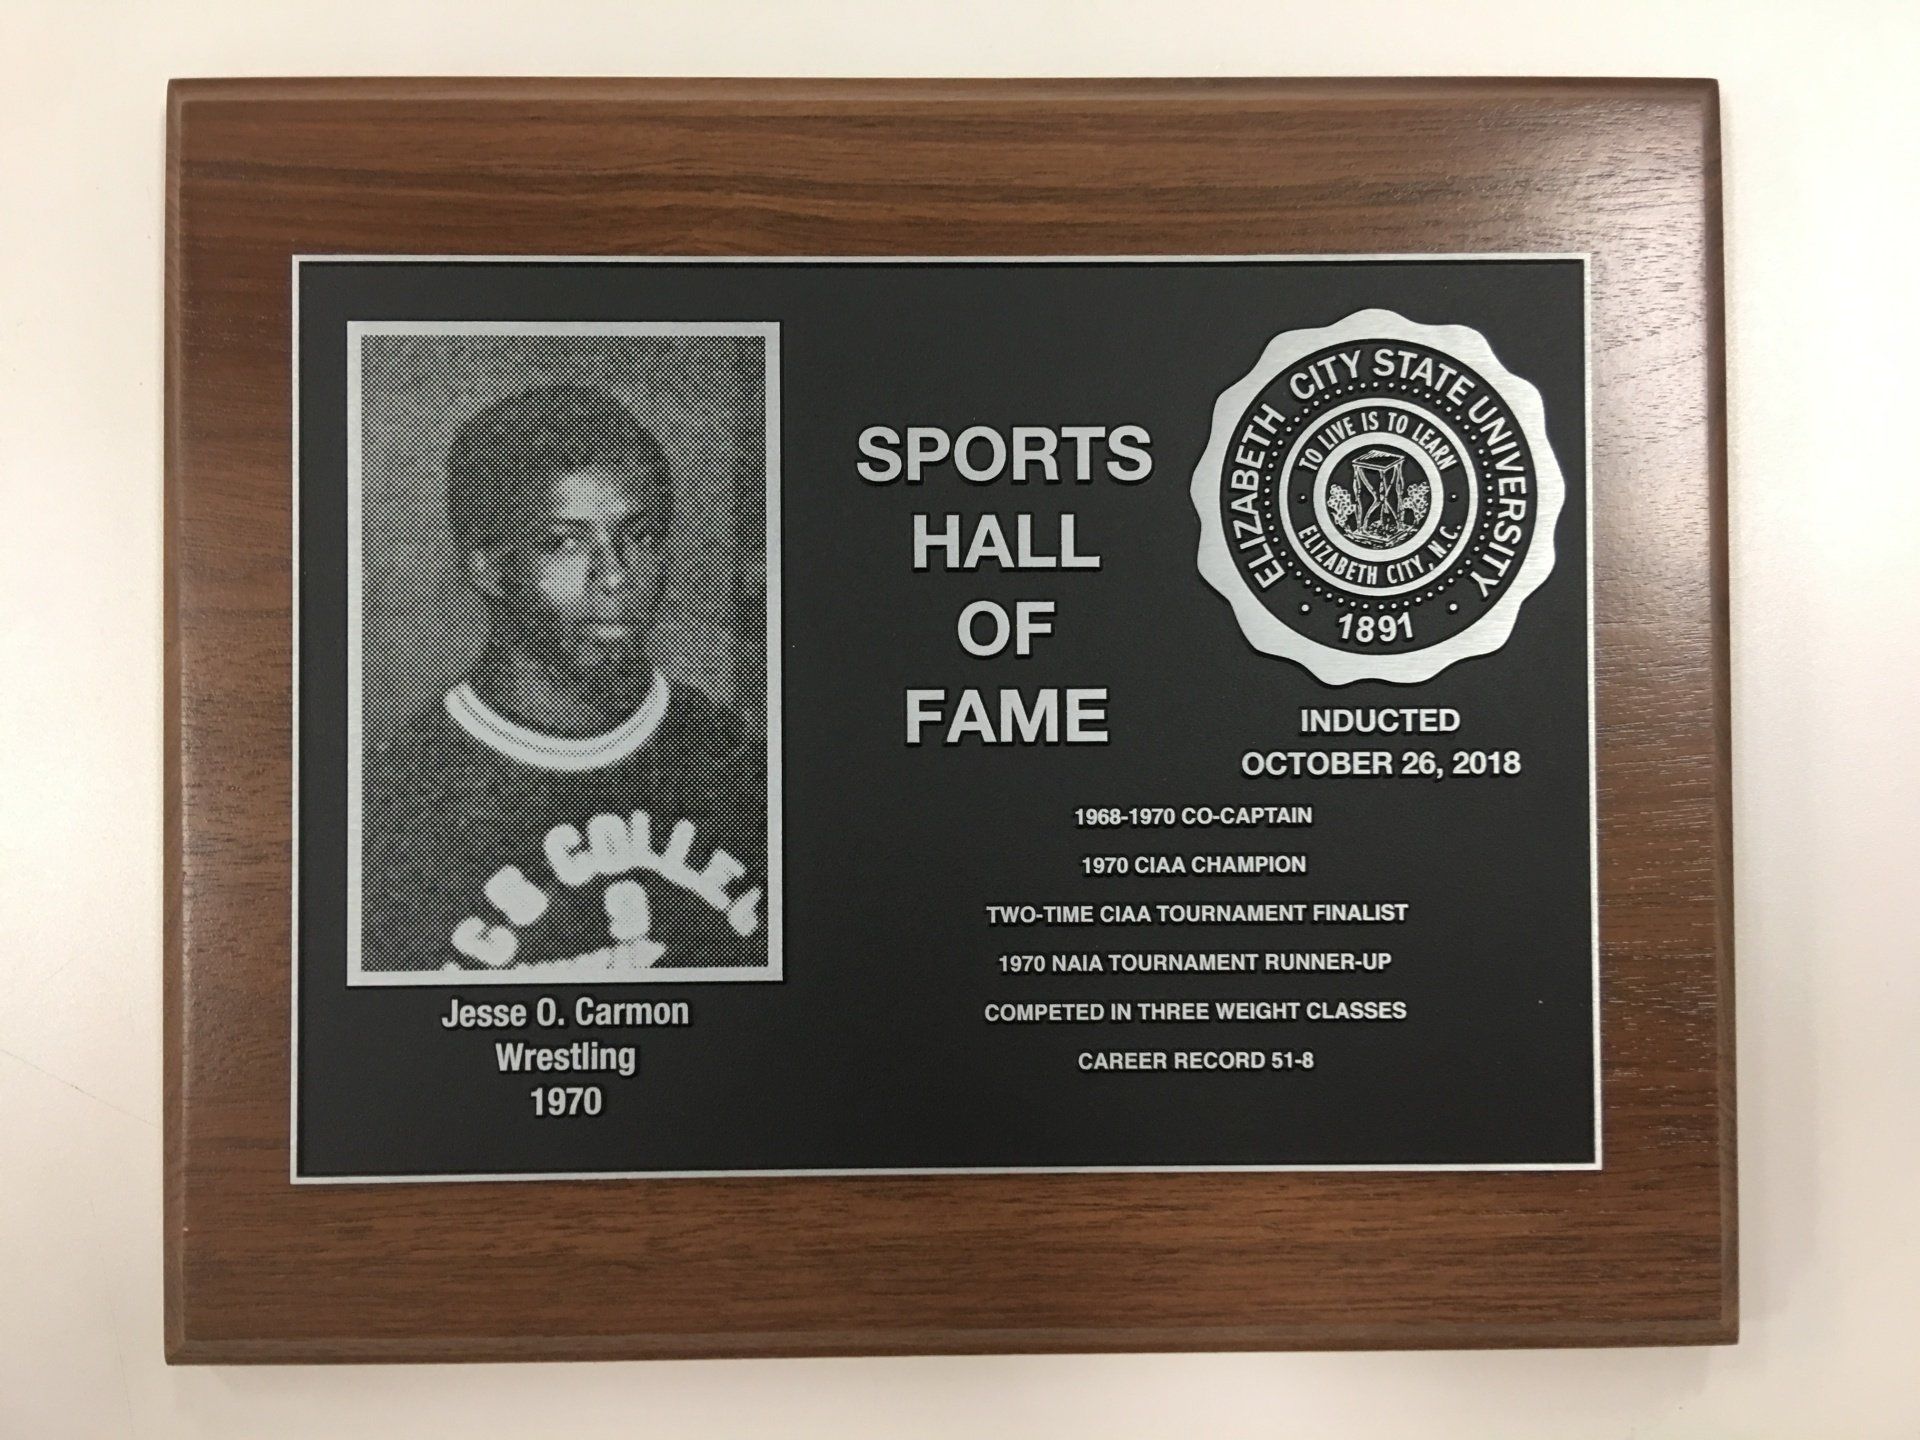 SPORTS
HALL
OF
FAME
ELIZABETH CITY STATE UNIVERSITY
TO LIVE IS TO LEARN
ELIZABETH CITY, N.C.
1891
INDUCTED
OCTOBER 26, 2018
1968-1970 CO-CAPTAIN
1970 CIAA CHAMPION
TWO-TIME CIAA TOURNAMENT FINALIST
1970 NAIA TOURNAMENT RUNNER-UP
COMPETED IN THREE WEIGHT CLASSES
CAREER RECORD 51-8
Jesse O. Carmon
Wrestling
1970